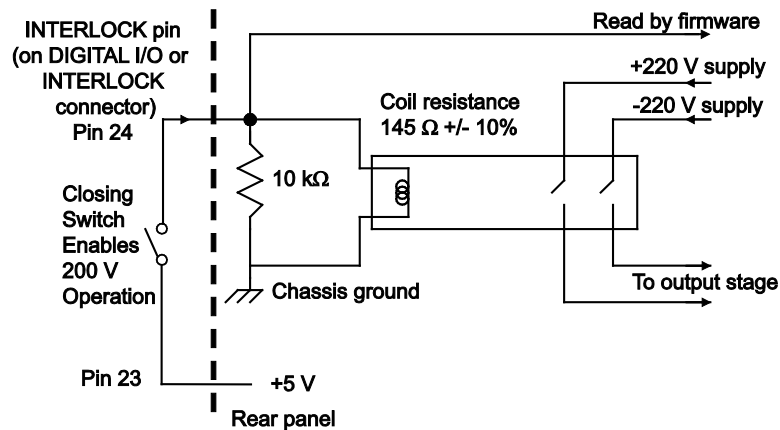 INTERLOCK pin
(on DIGITAL I/O or
INTERLOCK
connector)
Pin 24
Read by firmware
+220 V supply
-220 V supply
Coil resistance
145 Ω +/- 10%
10 kΩ
Closing
Switch
Enables
200 V
Operation
Chassis ground
To output stage
Pin 23
+5 V
Rear panel